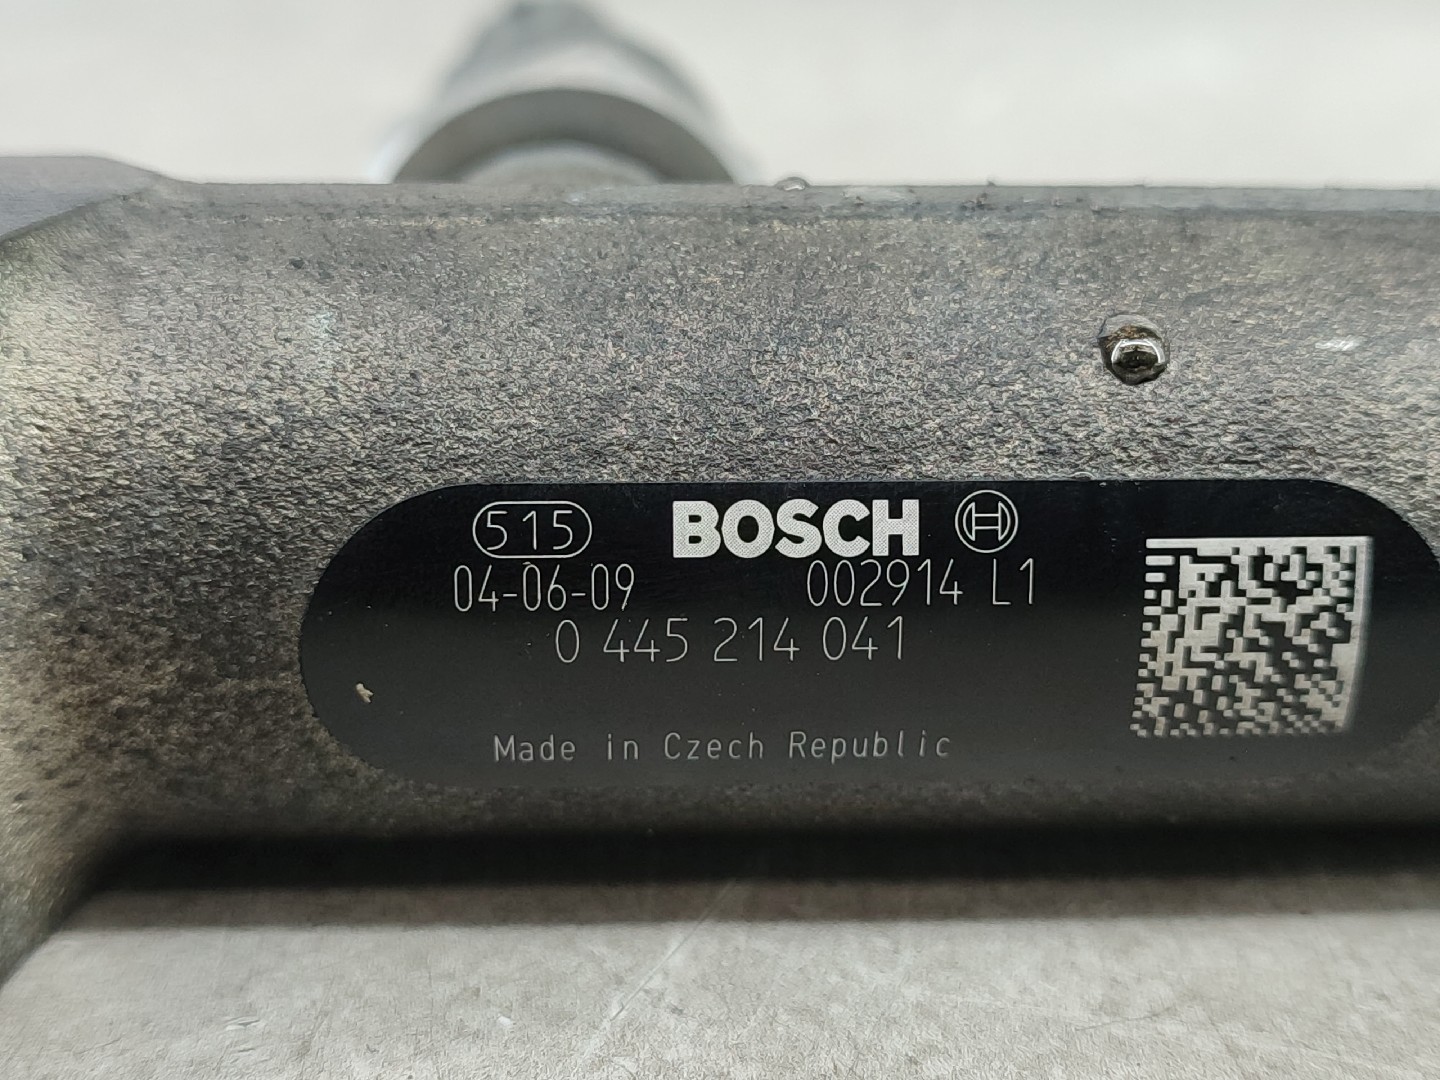 515 BOSCH
04-06-09 002914 L1
0 445 214 041
Made in Czech Republic